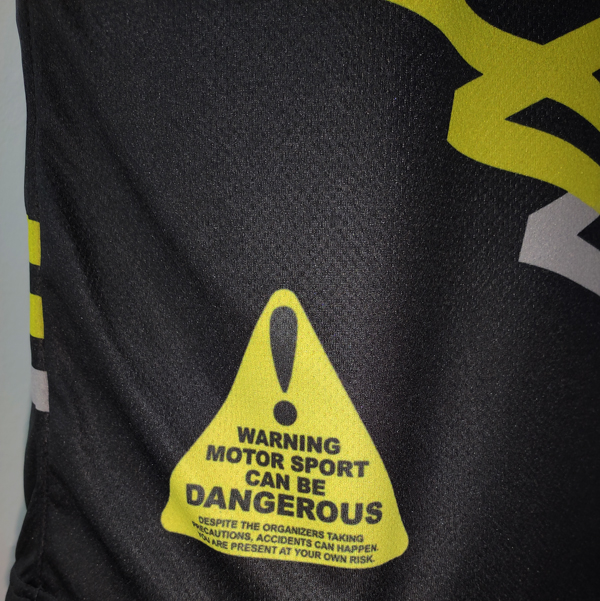 WARNING
MOTOR SPORT
CAN BE
DANGEROUS
DESPITE THE ORGANIZERS TAKING
PRECAUTIONS, ACCIDENTS CAN HAPPEN.
YOU ARE PRESENT AT YOUR OWN RISK.